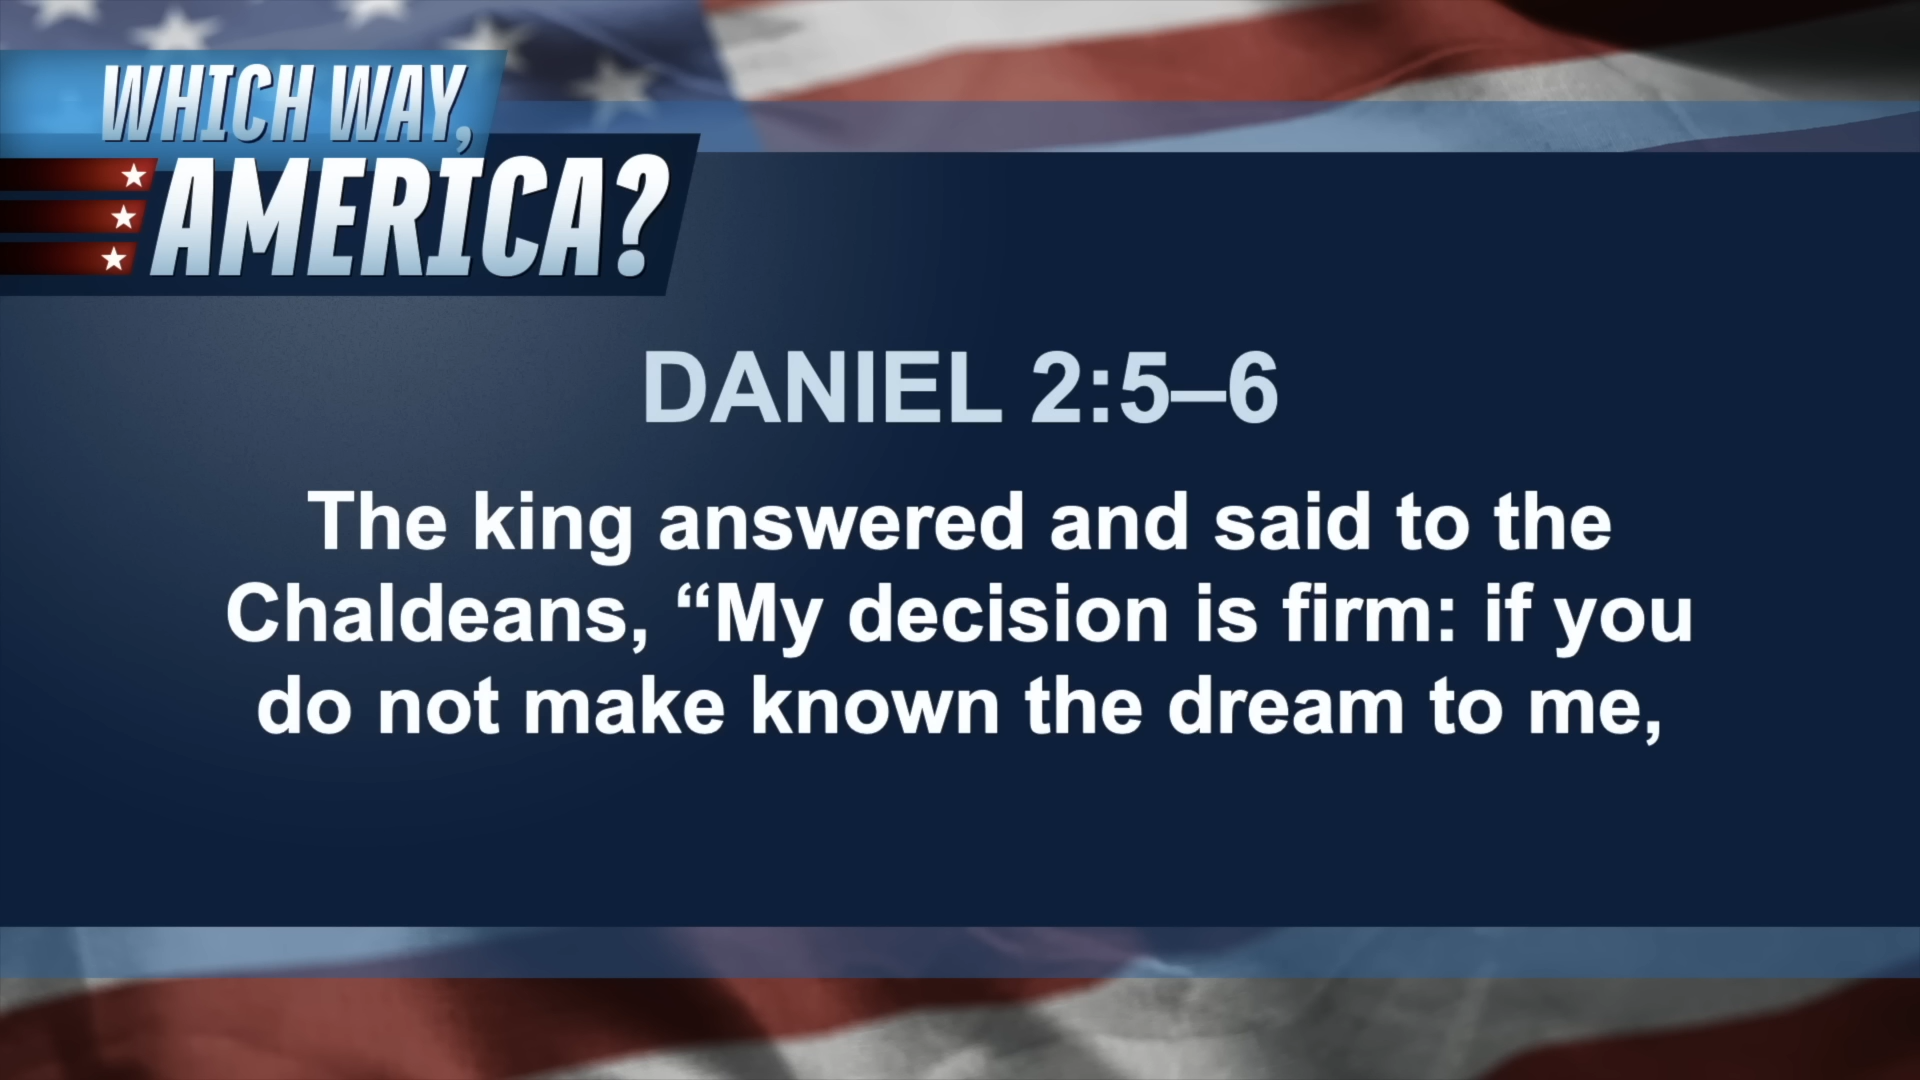 WHICH WAY,
AMERICA?
DANIEL 2:5–6
The king answered and said to the
Chaldeans, “My decision is firm: if you
do not make known the dream to me,